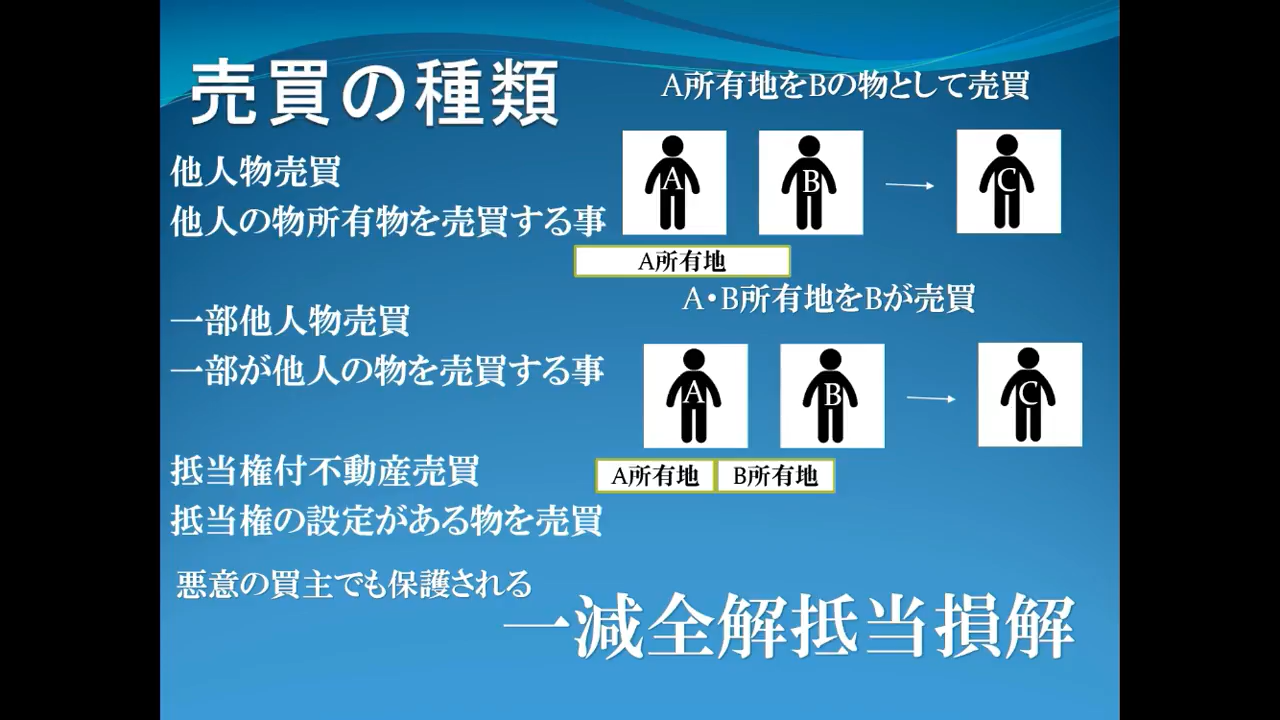 売買の種類
他人物売買
他人の物所有物を売買する事
A所有地をBの物として売買
A
B
C
A所有地
一部他人物売買
一部が他人の物を売買する事
A・B所有地をBが売買
A
B
C
A所有地
B所有地
抵当権付不動産売買
抵当権の設定がある物を売買
悪意の買主でも保護される
一減全解抵当損解